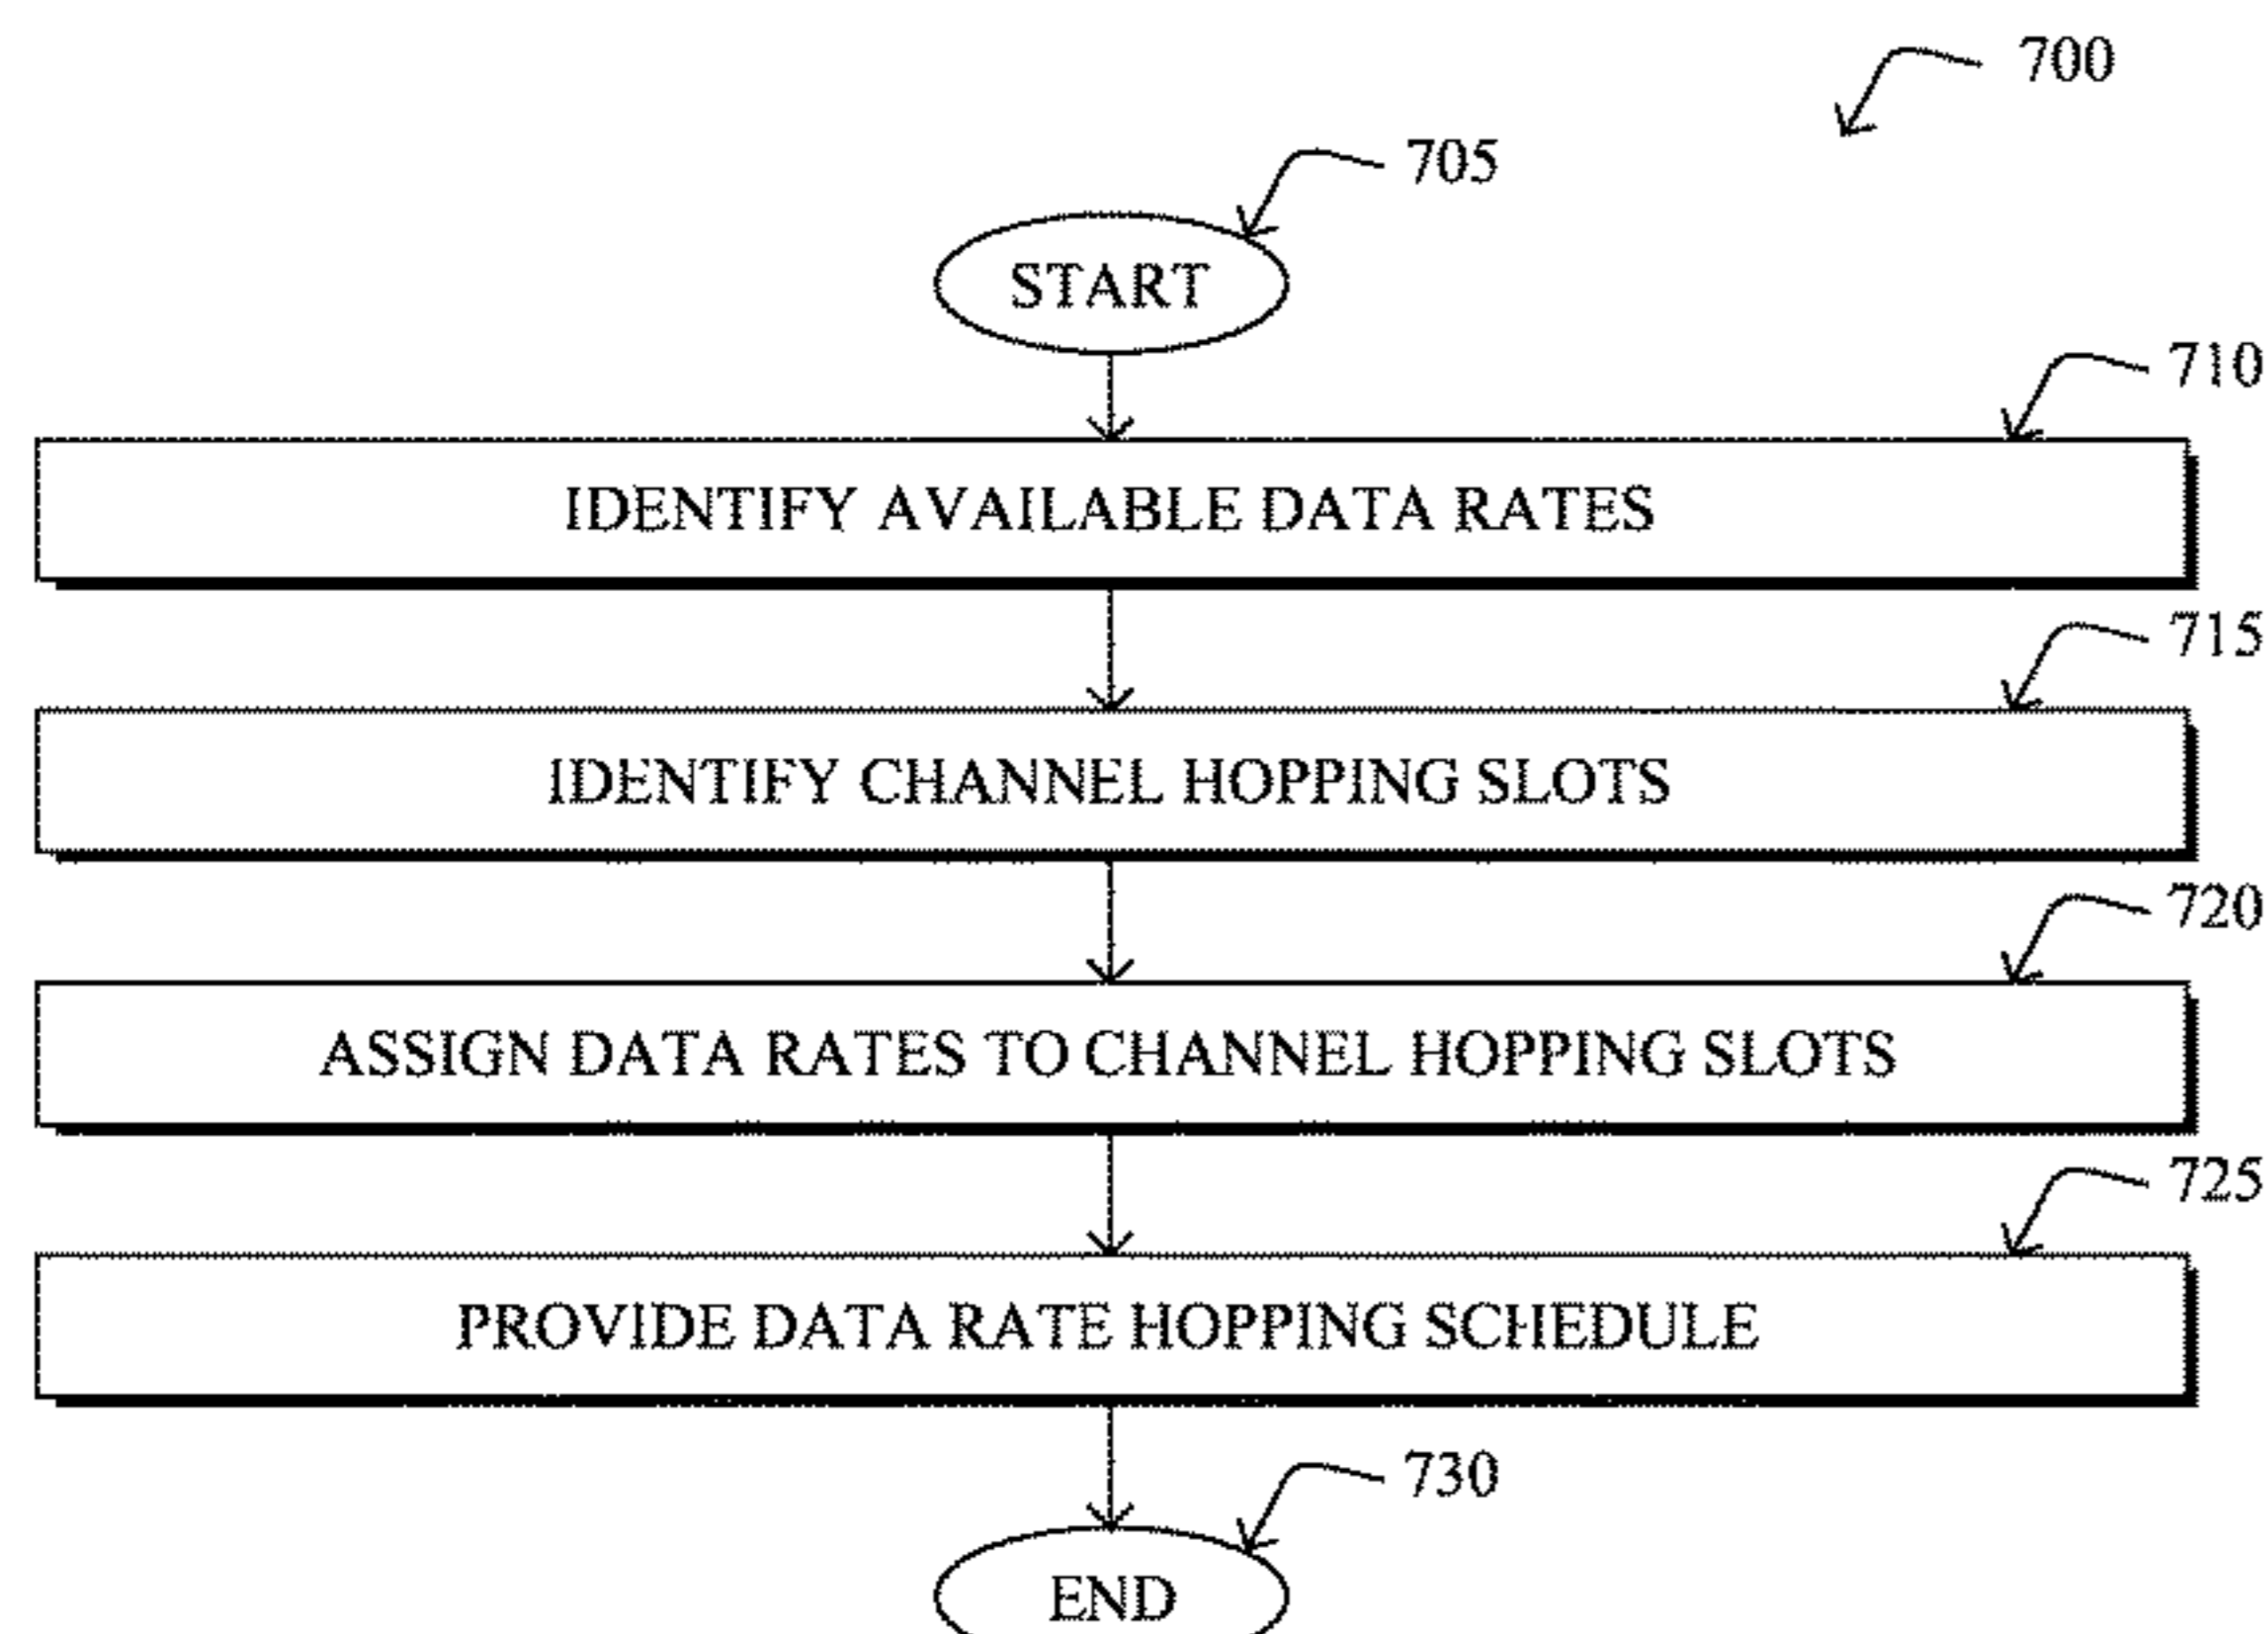 700
705
START
710
IDENTIFY AVAILABLE DATA RATES
715
IDENTIFY CHANNEL HOPPING SLOTS
720
ASSIGN DATA RATES TO CHANNEL HOPPING SLOTS
725
PROVIDE DATA RATE HOPPING SCHEDULE
730
END